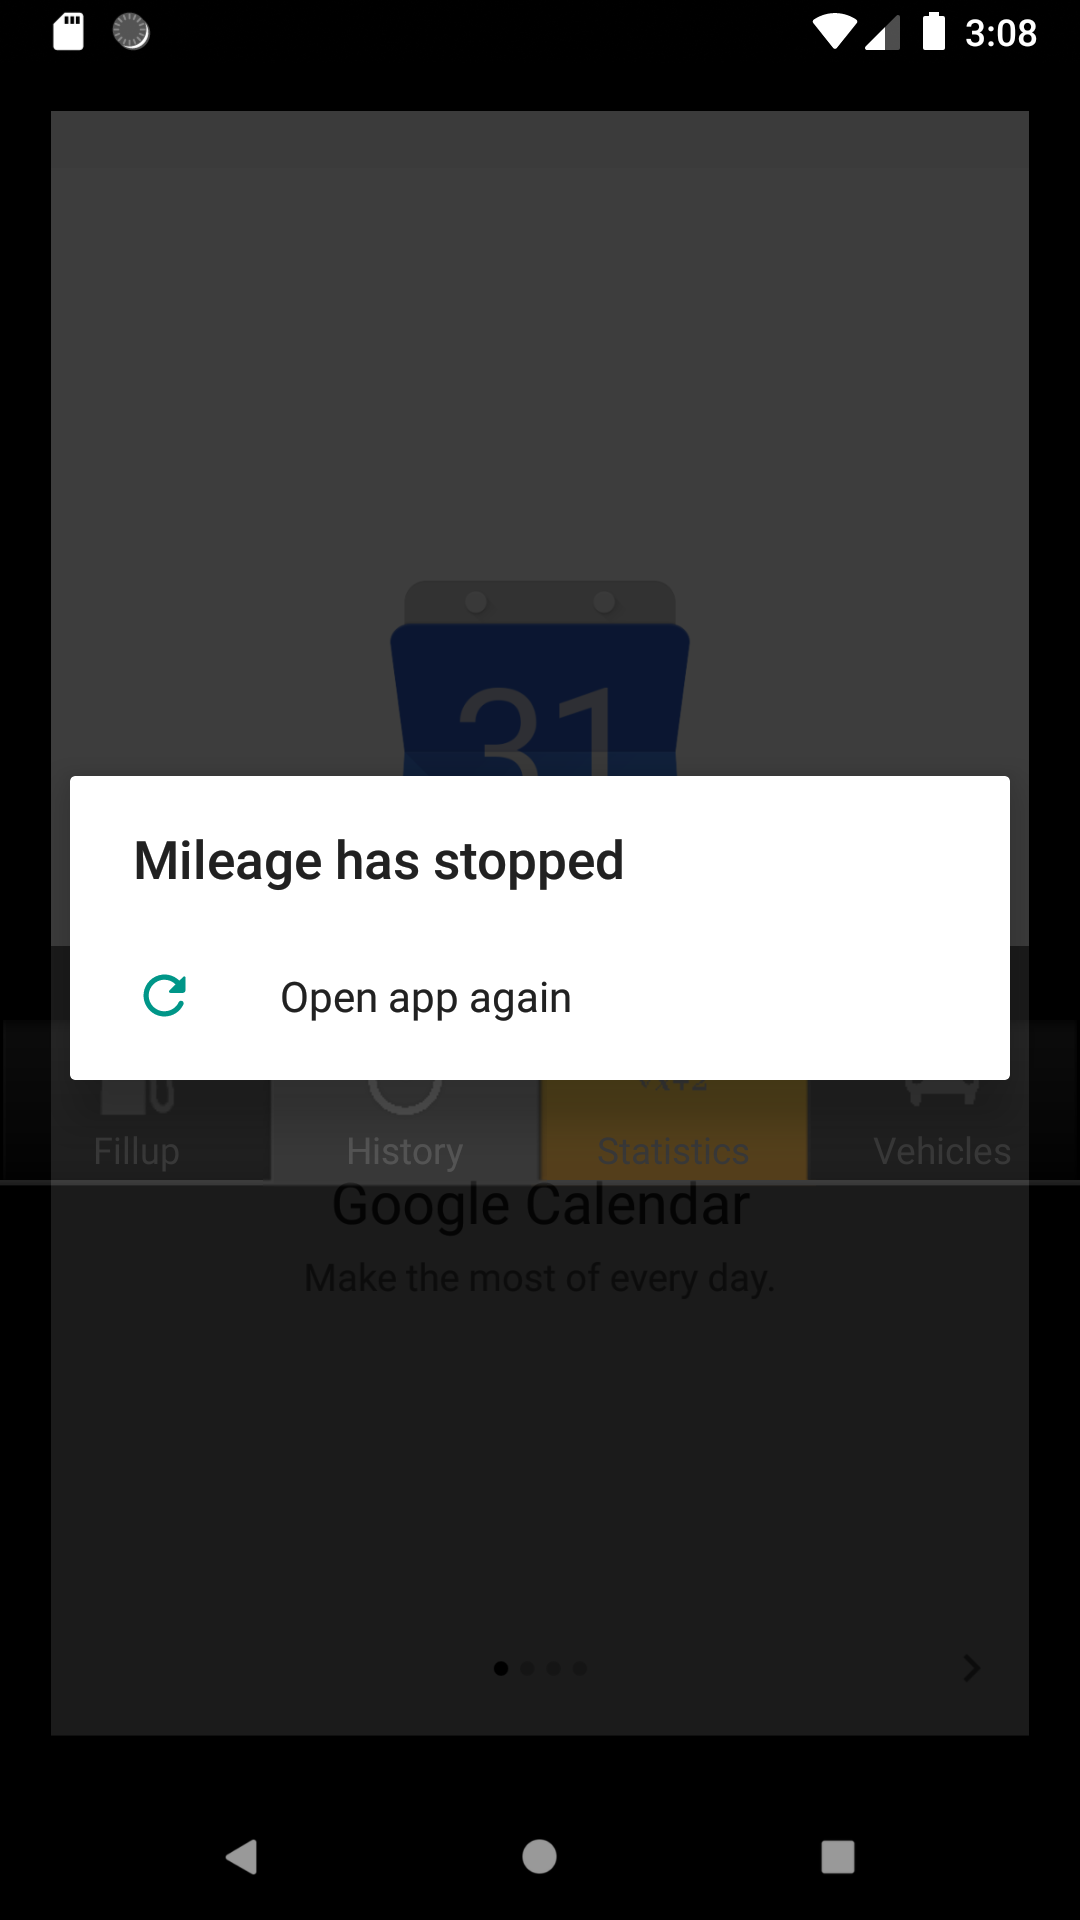 3:08
31
Mileage has stopped
Open app again
Fillup
History
Statistics
Vehicles
Google Calendar
Make the most of every day.